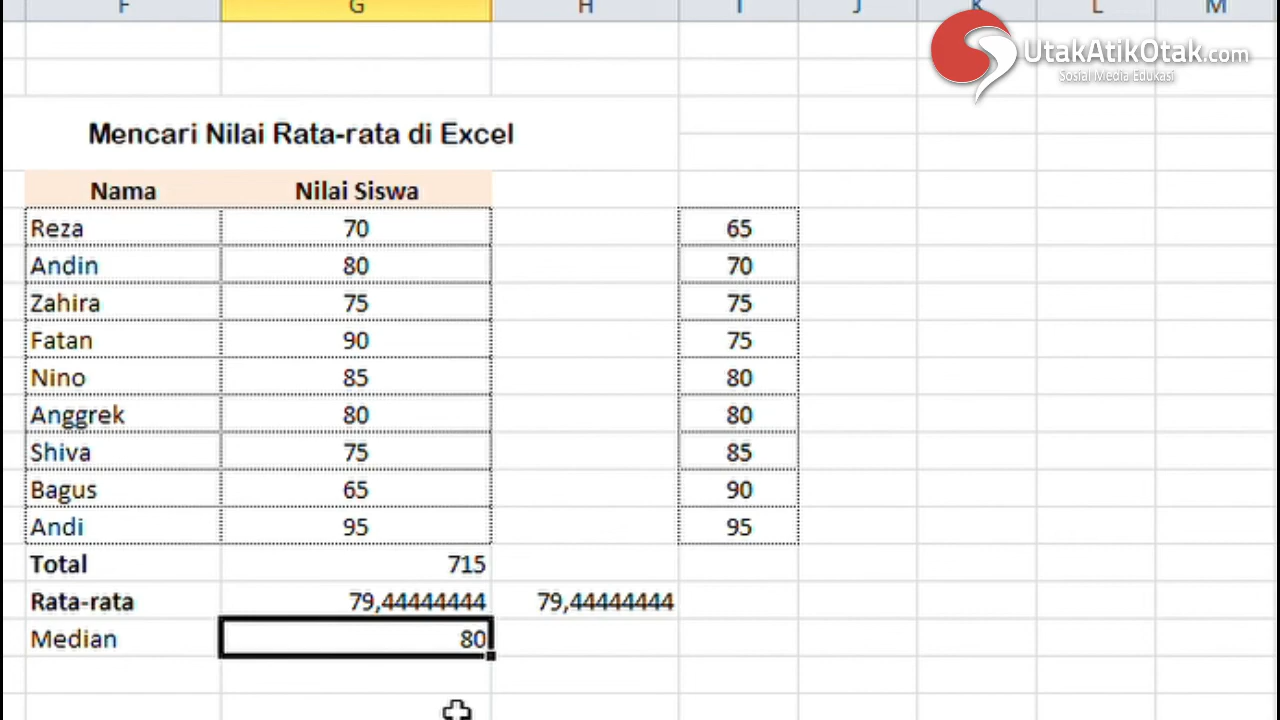 F G H I J K L M
UtakAtikOtak.com
Sosial Media Edukasi
Mencari Nilai Rata-rata di Excel
Nama Nilai Siswa
Reza 70 65
Andin 80 70
Zahira 75 75
Fatan 90 75
Nino 85 80
Anggrek 80 80
Shiva 75 85
Bagus 65 90
Andi 95 95
Total 715
Rata-rata 79,44444444 79,44444444
Median 80